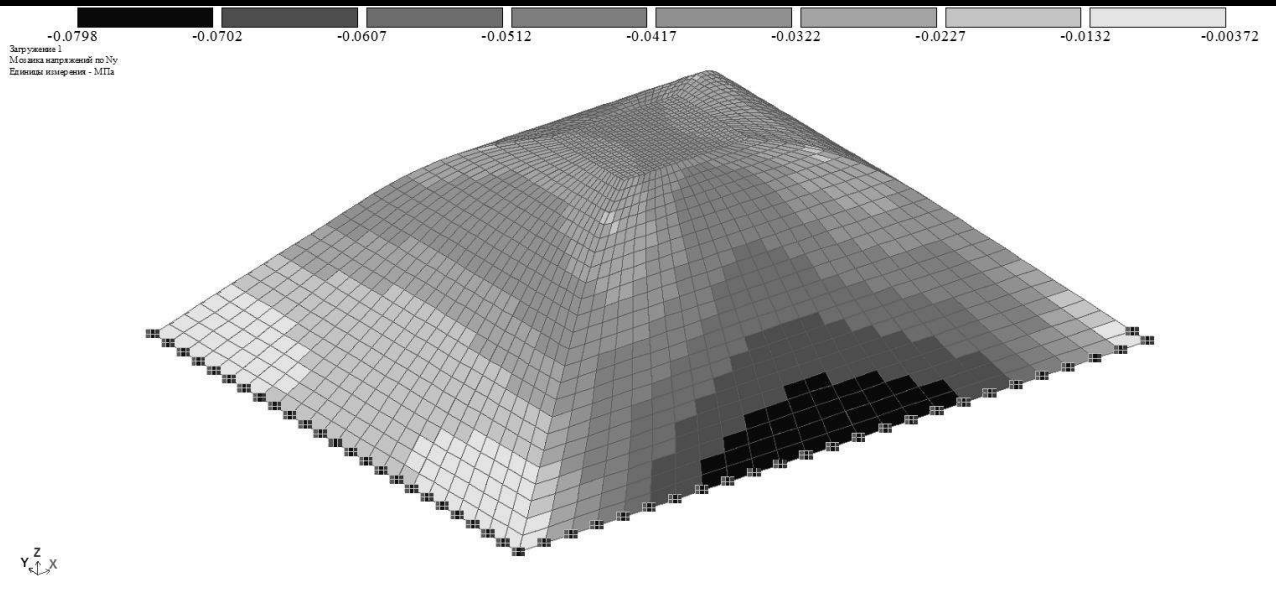 -0.0798 -0.0702 -0.0607 -0.0512 -0.0417 -0.0322 -0.0227 -0.0132 -0.00372
Загружение 1
Мозаика напряжений по Ny
Единицы измерения - МПа
Z
Y X